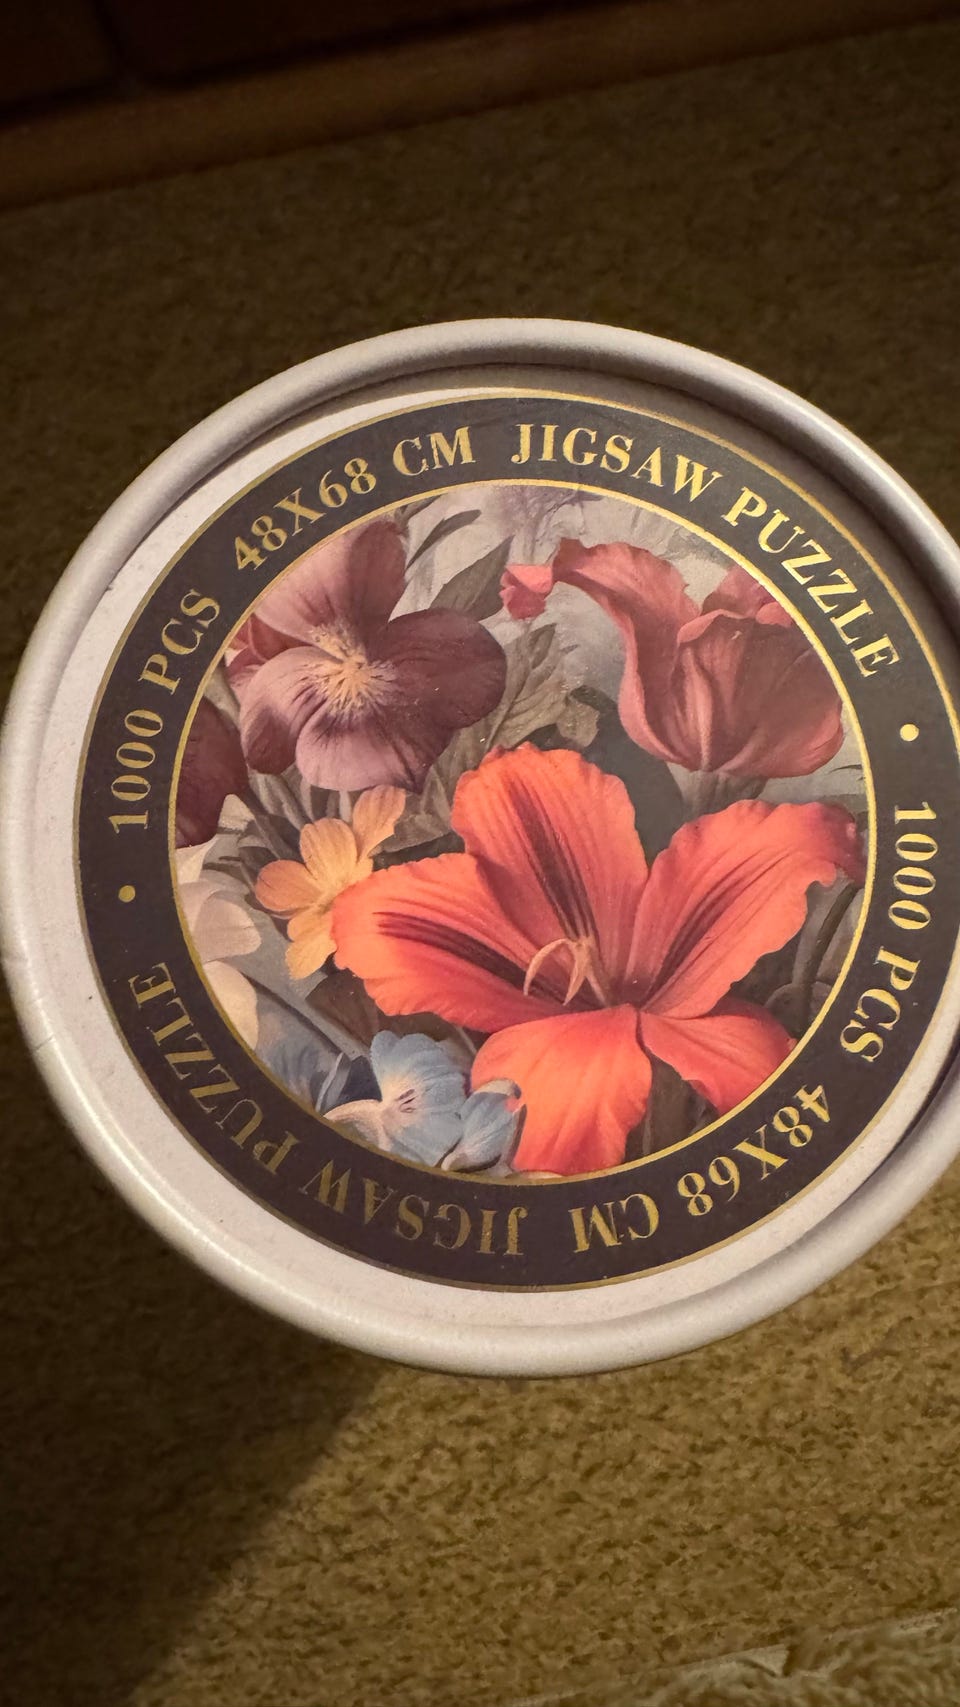 1000 PCS 48X68 CM JIGSAW PUZZLE
• 1000 PCS 48X68 CM JIGSAW PUZZLE •